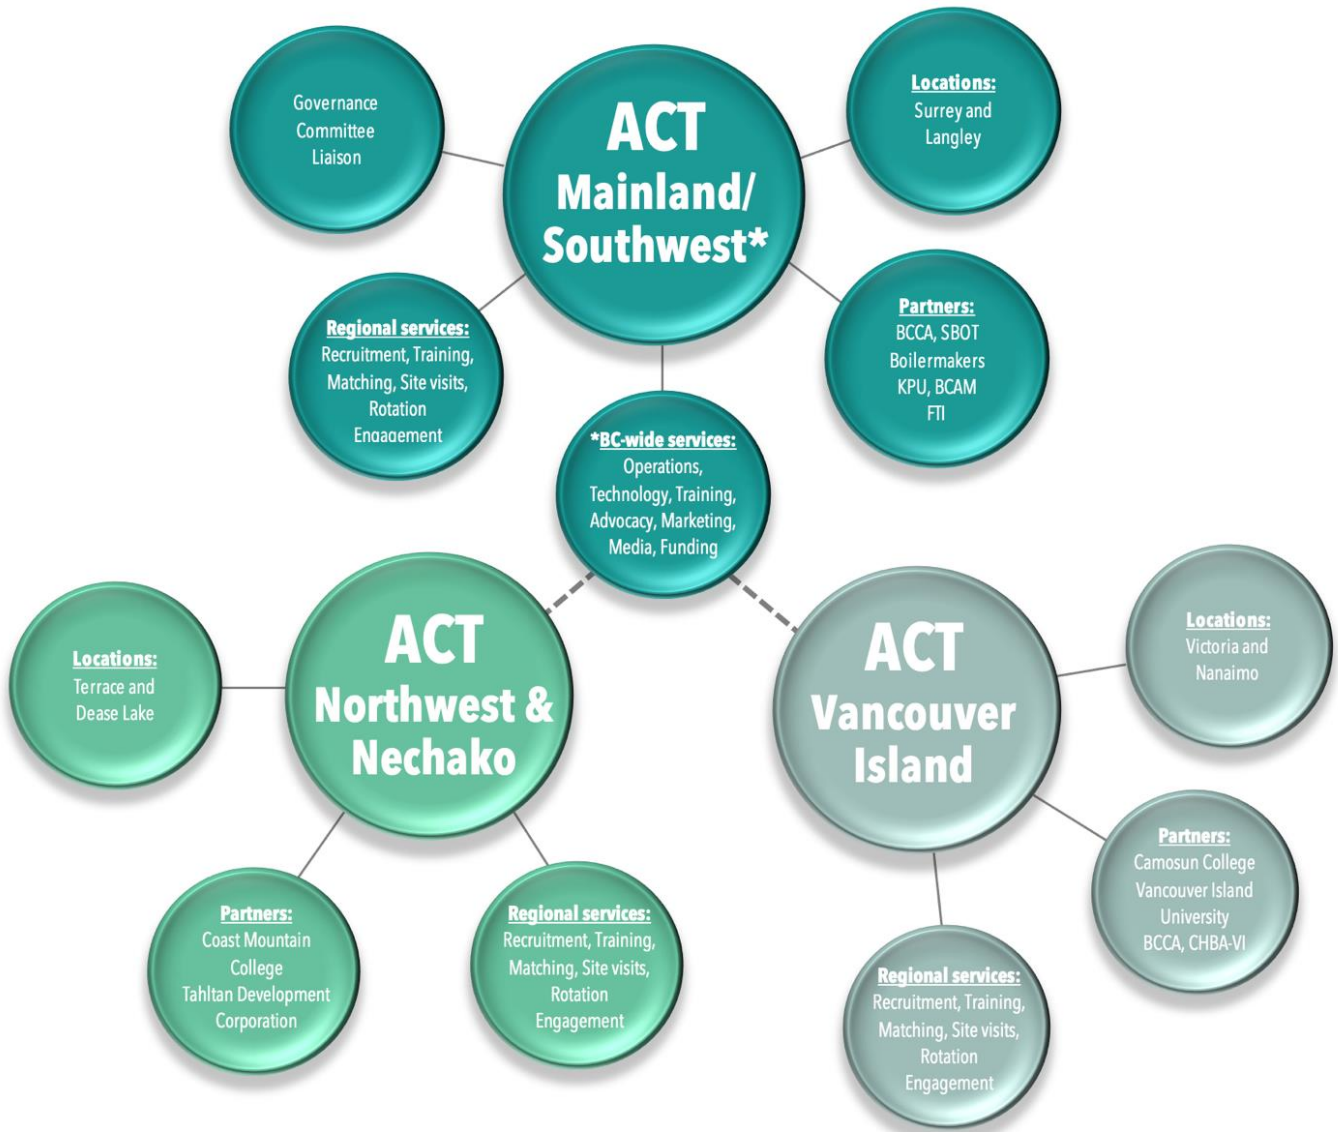 Governance
Committee
Liaison
ACT
Mainland/
Southwest*
Locations:
Surrey and
Langley
Regional services:
Recruitment, Training,
Matching, Site visits,
Rotation
Engagement
Partners:
BCCA, SBOT
Boilermakers
KPU, BCAM
FTI
*BC-wide services:
Operations,
Technology, Training,
Advocacy, Marketing,
Media, Funding
ACT
Northwest &
Nechako
Locations:
Terrace and
Dease Lake
Partners:
Coast Mountain
College
Tahltan Development
Corporation
Regional services:
Recruitment, Training,
Matching, Site visits,
Rotation
Engagement
ACT
Vancouver
Island
Locations:
Victoria and
Nanaimo
Partners:
Camosun College
Vancouver Island
University
BCCA, CHBA-VI
Regional services:
Recruitment, Training,
Matching, Site visits,
Rotation
Engagement